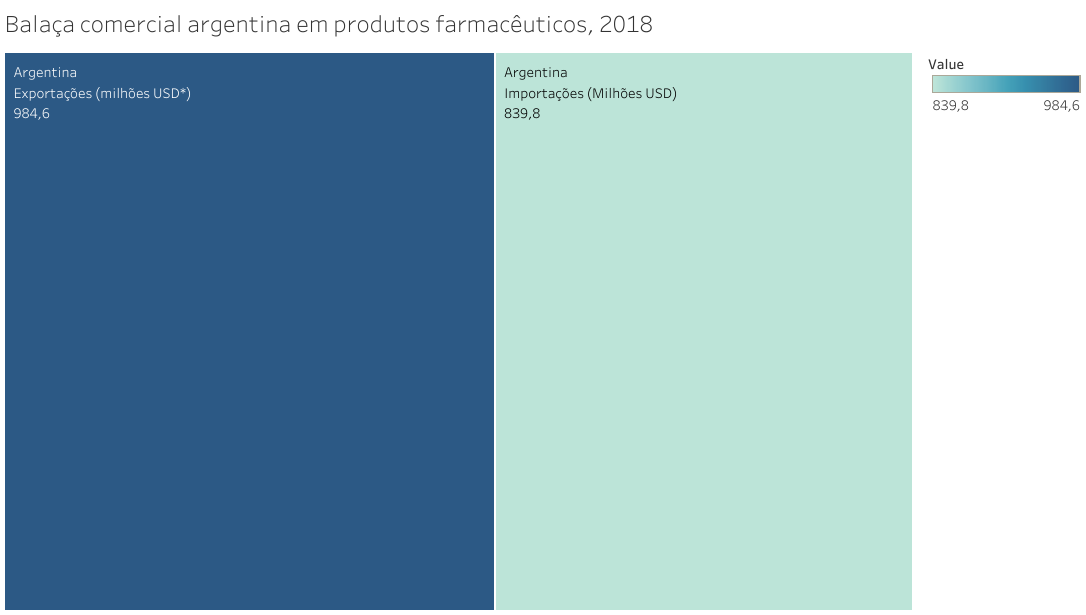 Balaça comercial argentina em produtos farmacêuticos, 2018
Argentina
Exportações (milhões USD*)
984,6
Argentina
Importações (Milhões USD)
839,8
Value
839,8 984,6